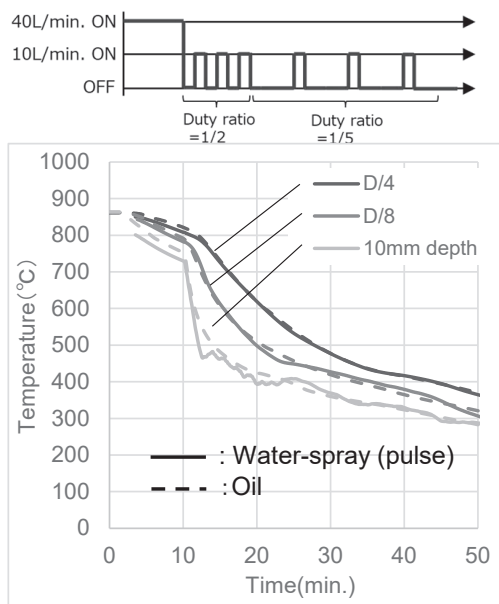 40L/min. ON
10L/min. ON
OFF
Duty ratio
=1/2
Duty ratio
=1/5
1000
900
800
700
600
500
400
300
200
100
0
Temperature(°C)
D/4
D/8
10mm depth
: Water-spray (pulse)
: Oil
0 10 20 30 40 50
Time(min.)